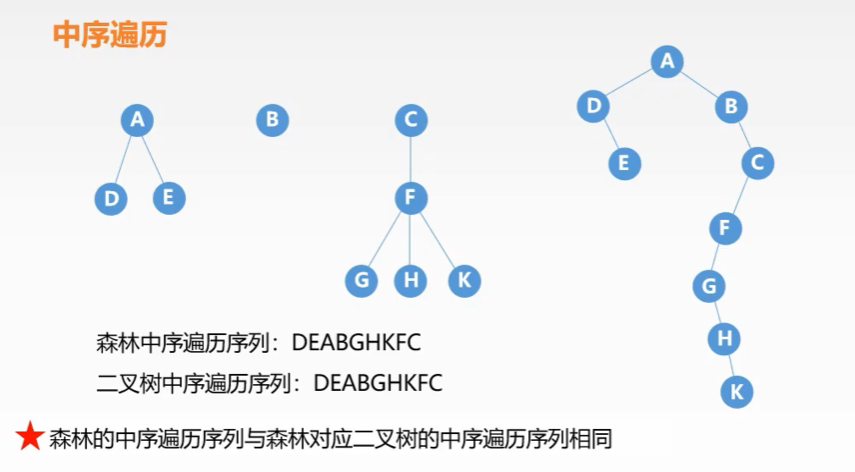 中序遍历
A
B
C
D
E
F
G
H
K
A
D
B
E
C
F
G
H
K
森林中序遍历序列：DEABGHKFC
二叉树中序遍历序列：DEABGHKFC
森林的中序遍历序列与森林对应二叉树的中序遍历序列相同